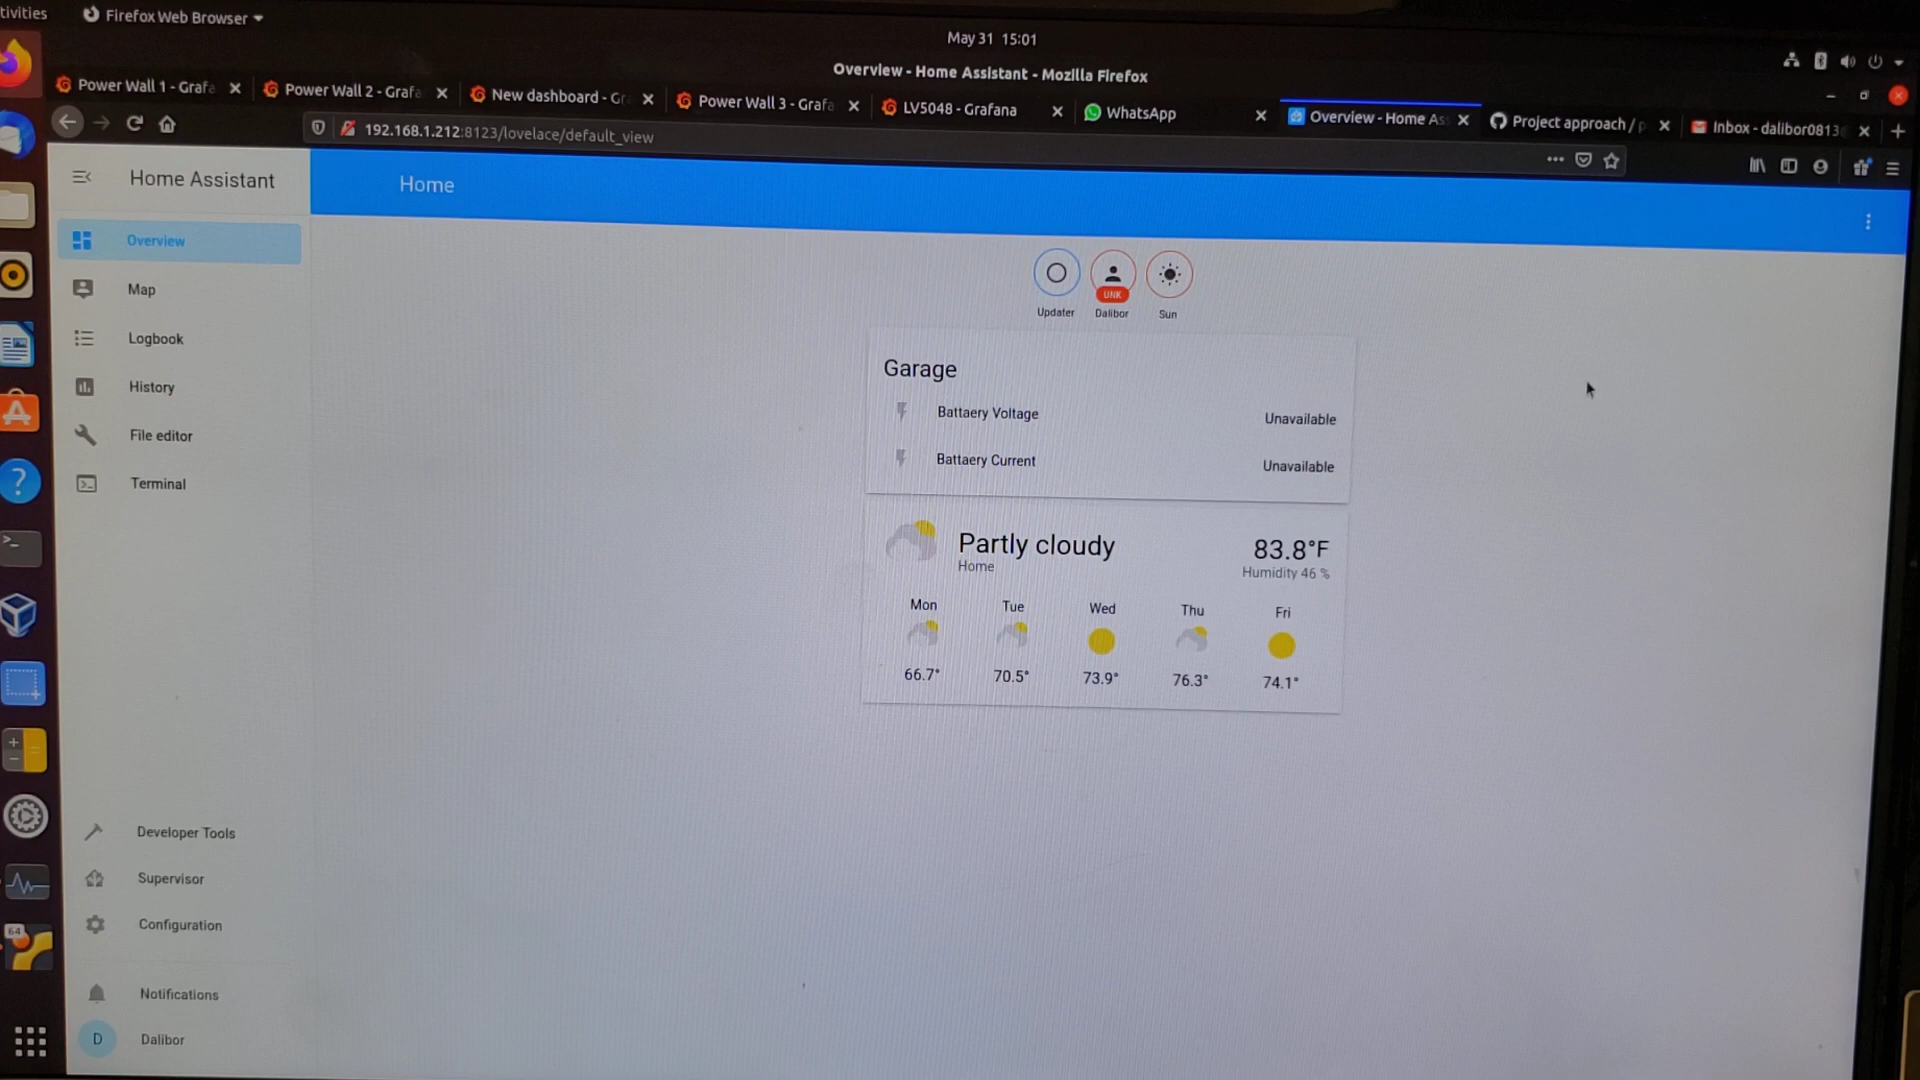 tivities
Firefox Web Browser
May 31 15:01
Overview - Home Assistant - Mozilla Firefox
Power Wall 1 - Grafa
Power Wall 2 - Grafa
New dashboard - Gr
Power Wall 3 - Grafa
LV5048 - Grafana
WhatsApp
Overview - Home As
Project approach / p
Inbox - dalibor0813
192.168.1.212:8123/lovelace/default_view
Home Assistant
Home
Overview
Map
Logbook
History
File editor
Terminal
UNK
Updater
Dalibor
Sun
Garage
Battaery Voltage
Unavailable
Battaery Current
Unavailable
Partly cloudy
83.8°F
Home
Humidity 46 %
Mon
Tue
Wed
Thu
Fri
66.7°
70.5°
73.9°
76.3°
74.1°
Developer Tools
Supervisor
Configuration
64
Notifications
D
Dalibor